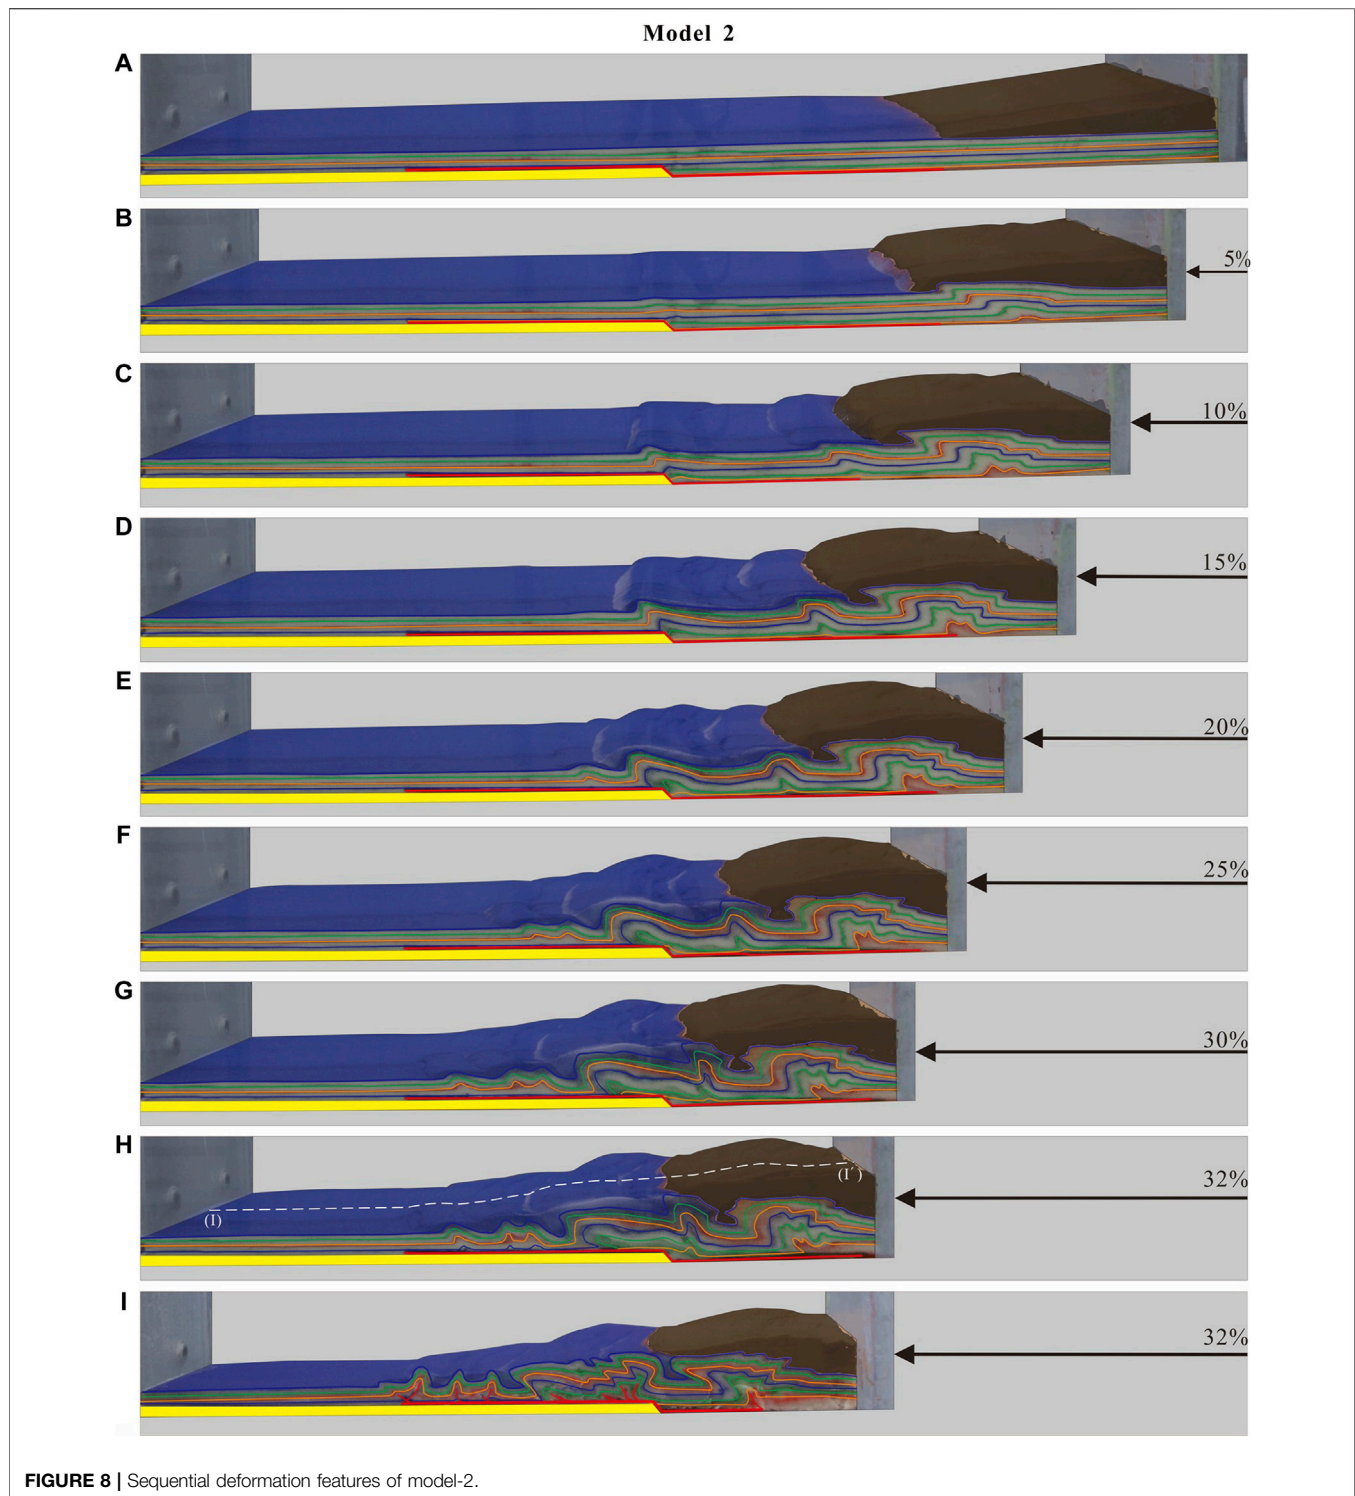 Model 2
A
B
5%
C
10%
D
15%
E
20%
F
25%
G
30%
H
32%
(I)
(I´)
I
32%
FIGURE 8 | Sequential deformation features of model-2.